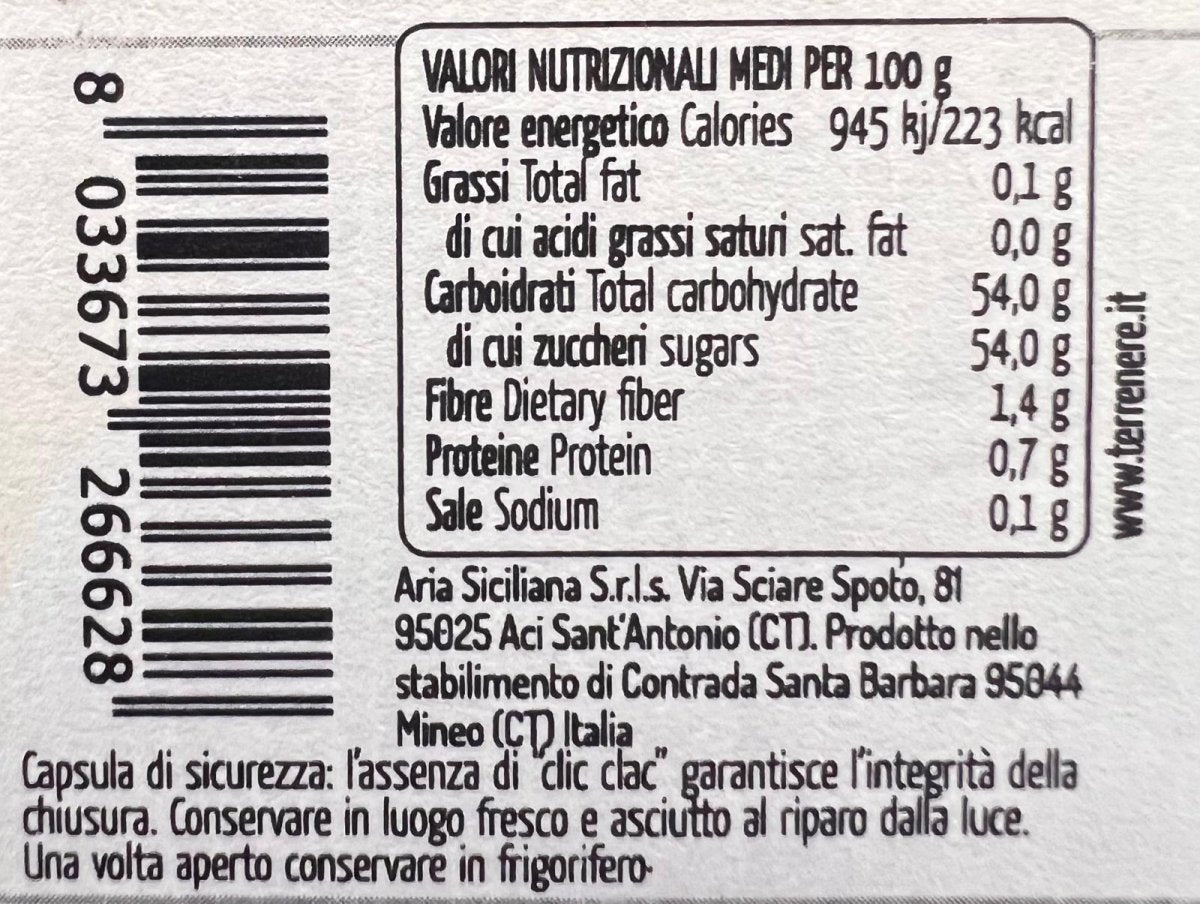 VALORI NUTRIZIONALI MEDI PER 100 g
Valore energetico Calories 945 kj/223 kcal
Grassi Total fat 0,1 g
di cui acidi grassi saturi sat. fat 0,0 g
Carboidrati Total carbohydrate 54,0 g
di cui zuccheri sugars 54,0 g
Fibre Dietary fiber 1,4 g
Proteine Protein 0,7 g
Sale Sodium 0,1 g
www.terrenere.it
8 033673 266628
Aria Siciliana S.r.l.s. Via Sciare Spoto, 81
95025 Aci Sant'Antonio (CT). Prodotto nello
stabilimento di Contrada Santa Barbara 95044
Mineo (CT) Italia
Capsula di sicurezza: l'assenza di "clic clac" garantisce l'integrità della
chiusura. Conservare in luogo fresco e asciutto al riparo dalla luce.
Una volta aperto conservare in frigorifero.